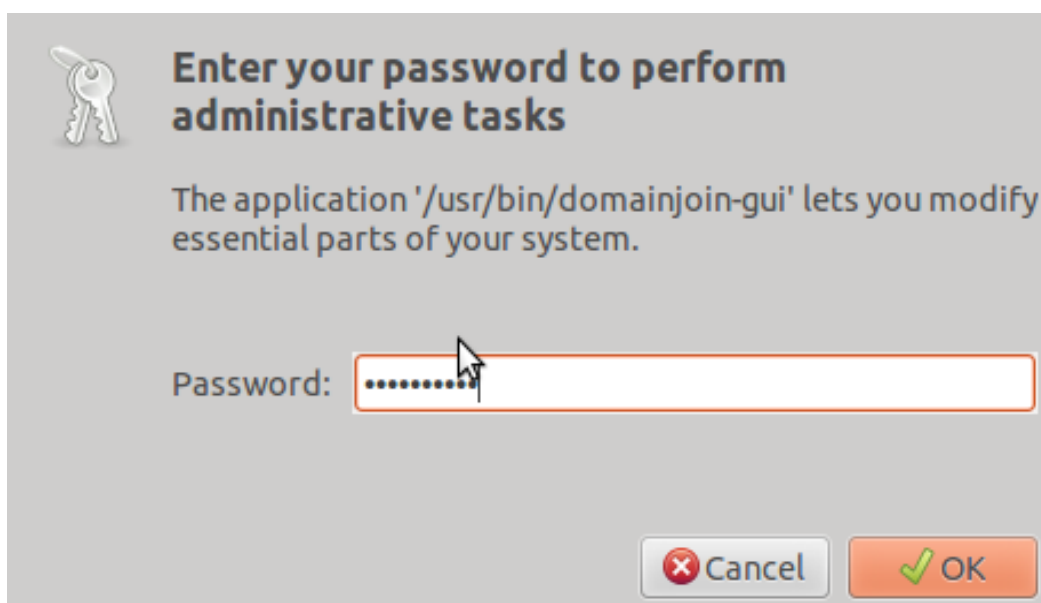 Enter your password to perform
administrative tasks
The application '/usr/bin/domainjoin-gui' lets you modify
essential parts of your system.
Password: ••••••••••
Cancel
OK